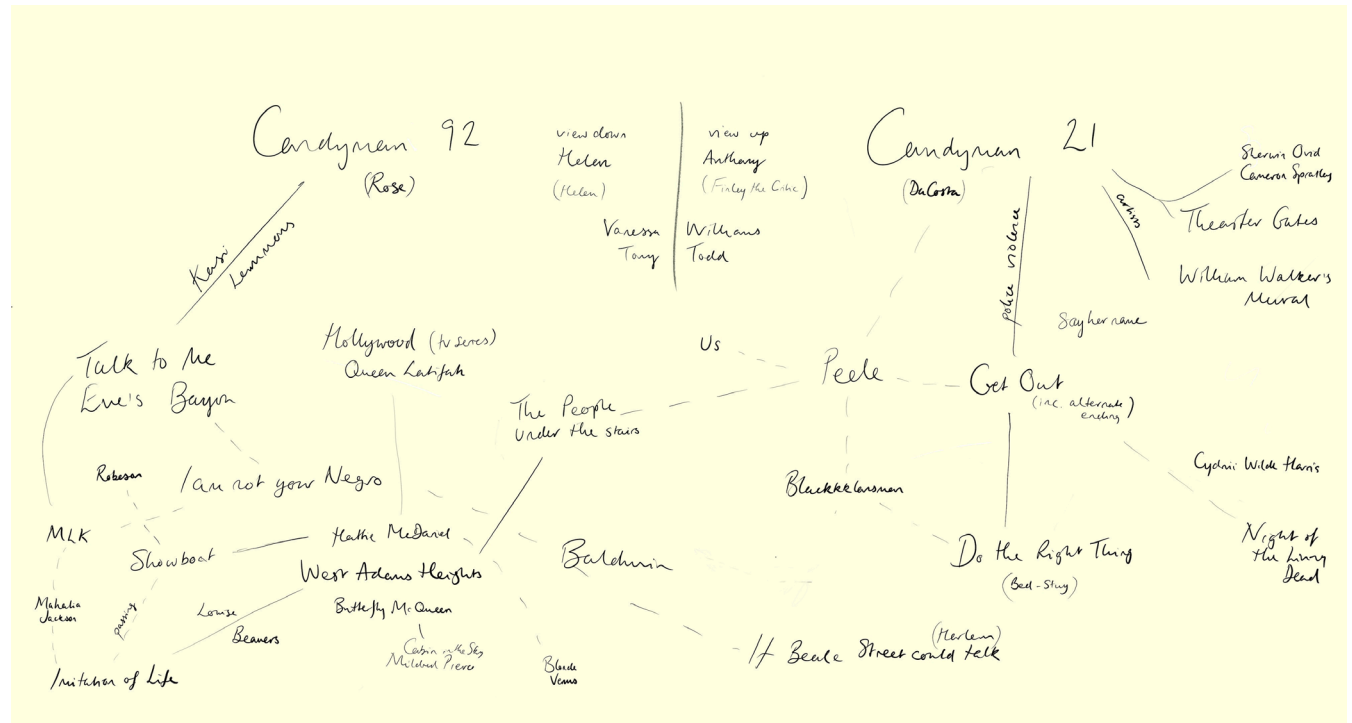 Candyman 92
(Rose)
view down
Helen
(Helen)
Vanessa
Tony
view up
Anthony
(Finley the Critic)
Williams
Todd
Candyman 21
(DaCosta)
Sherwin Ovid
Cameron Spratley
artists
Theaster Gates
William Walker's
Mural
police violence
Sayhername
Kasi
Lemmons
Talk to Me
Eve's Bayou
Hollywood (tv series)
Queen Latifah
Us
Peele
Get Out
(inc. alternate
ending)
The People
Under the stairs
Robeson
I am not your Negro
Blackkklansman
Cydnii Wilde Harris
MLK
Showboat
Hattie McDaniel
Baldwin
Do the Right Thing
(Bed-Stuy)
Night of
the Living
Dead
West Adams Heights
Mahalia
Jackson
passing
Louise
Beavers
Butterfly McQueen
Cabin in the Sky
Mildred Pierce
Blonde
Venus
(Harlem)
If Beale Street could talk
Imitation of Life